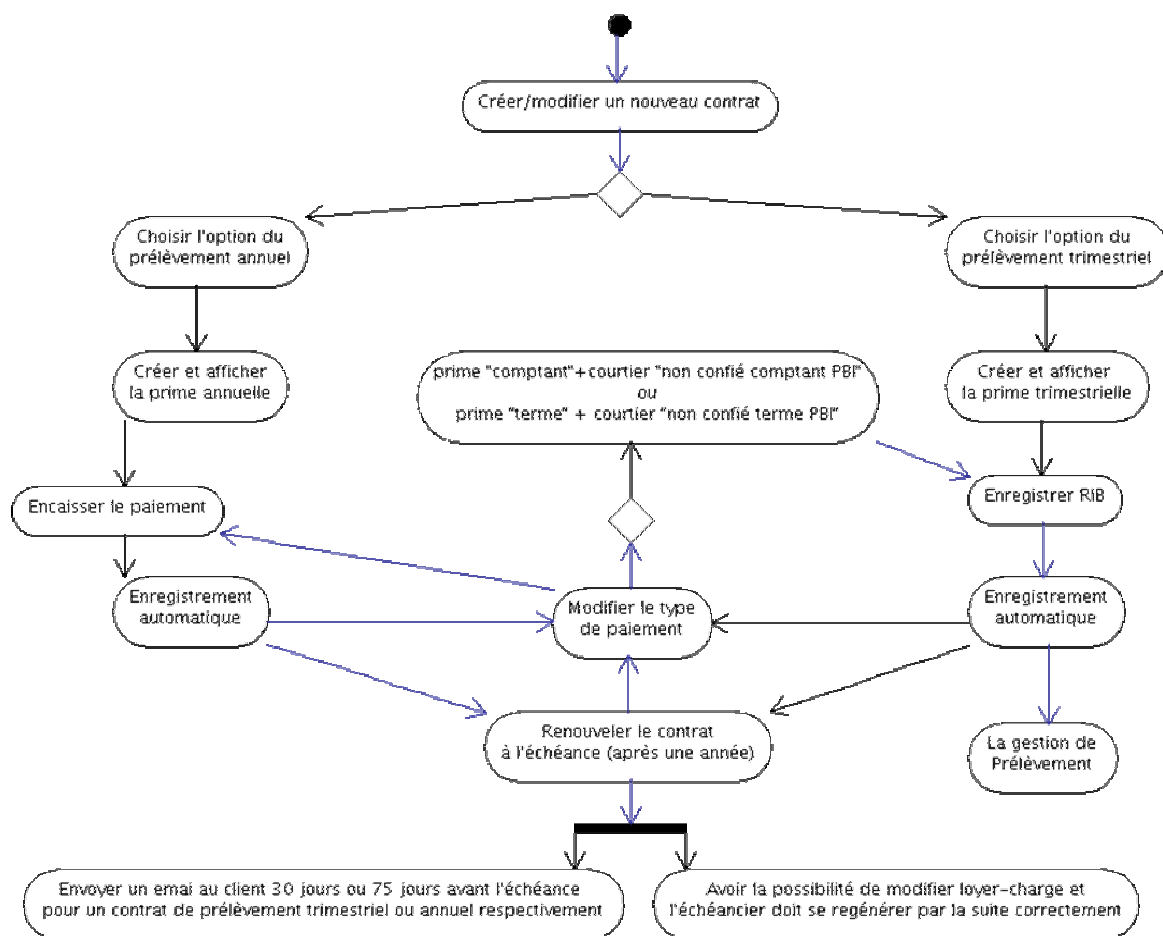 Créer/modifier un nouveau contrat
Choisir l'option du
prélèvement annuel
Choisir l'option du
prélèvement trimestriel
Créer et afficher
la prime annuelle
prime "comptant"+courtier "non confié comptant PBI"
ou
prime "terme" + courtier "non confié terme PBI"
Créer et afficher
la prime trimestrielle
Encaisser le paiement
Enregistrer RIB
Enregistrement
automatique
Modifier le type
de paiement
Enregistrement
automatique
Renouveler le contrat
à l'échéance (après une année)
La gestion de
Prélèvement
Envoyer un emai au client 30 jours ou 75 jours avant l'échéance
pour un contrat de prélèvement trimestriel ou annuel respectivement
Avoir la possibilité de modifier loyer-charge et
l'échéancier doit se regénérer par la suite correctement